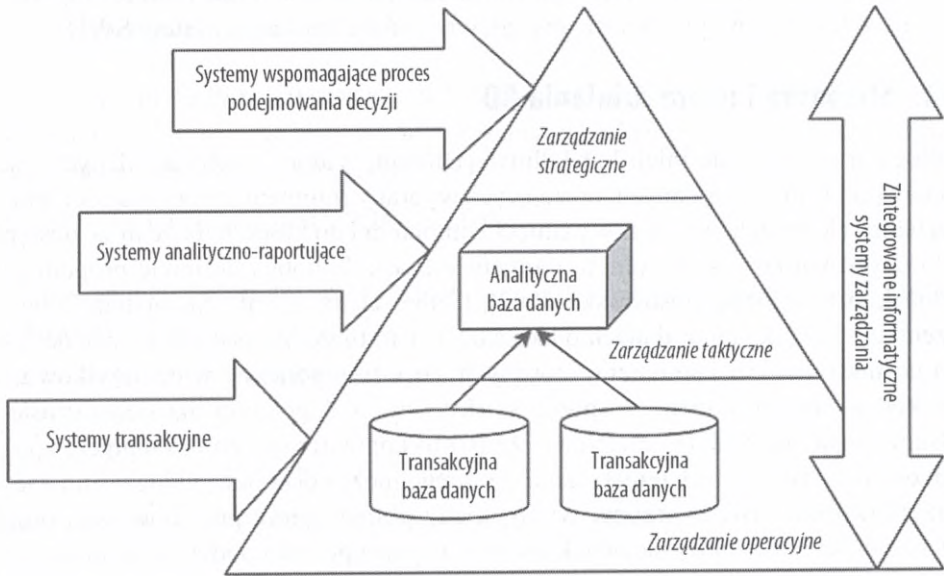 Systemy wspomagające proces
podejmowania decyzji
Zarządzanie
strategiczne
Systemy analityczno-raportujące
Analityczna
baza danych
Zarządzanie taktyczne
Systemy transakcyjne
Transakcyjna
baza danych
Transakcyjna
baza danych
Zarządzanie operacyjne
Zintegrowane informatyczne
systemy zarządzania